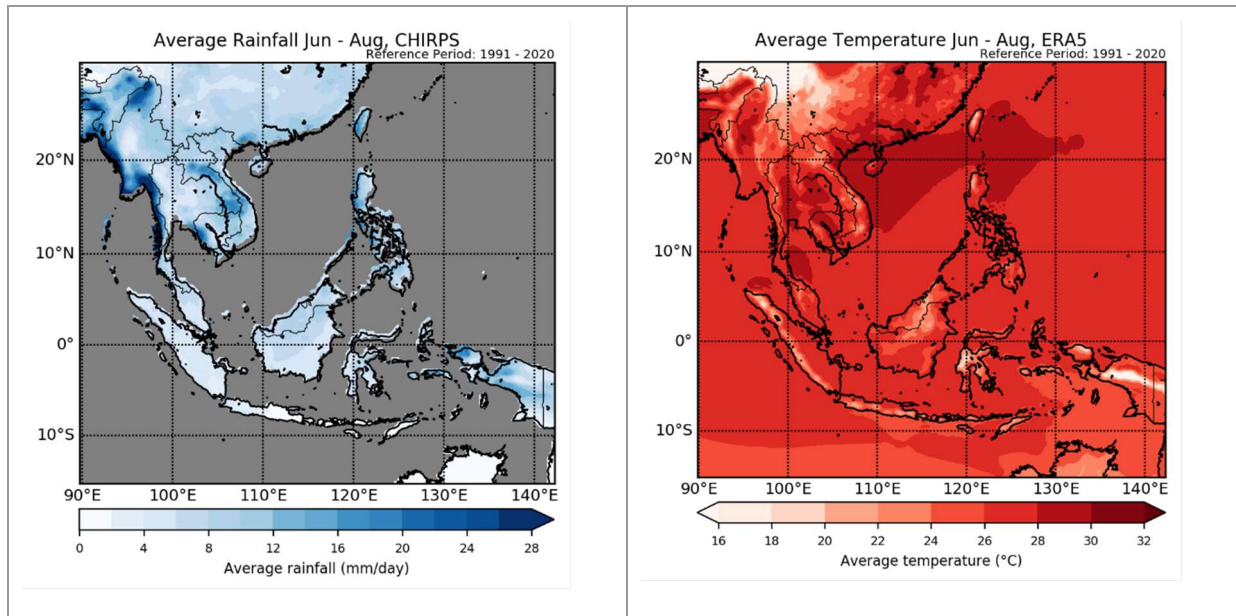 Average Rainfall Jun - Aug, CHIRPS
Reference Period: 1991 - 2020
20°N
10°N
0°
10°S
90°E 100°E 110°E 120°E 130°E 140°E
0 4 8 12 16 20 24 28
Average rainfall (mm/day)
Average Temperature Jun - Aug, ERA5
Reference Period: 1991 - 2020
20°N
10°N
0°
10°S
90°E 100°E 110°E 120°E 130°E 140°E
16 18 20 22 24 26 28 30 32
Average temperature (°C)